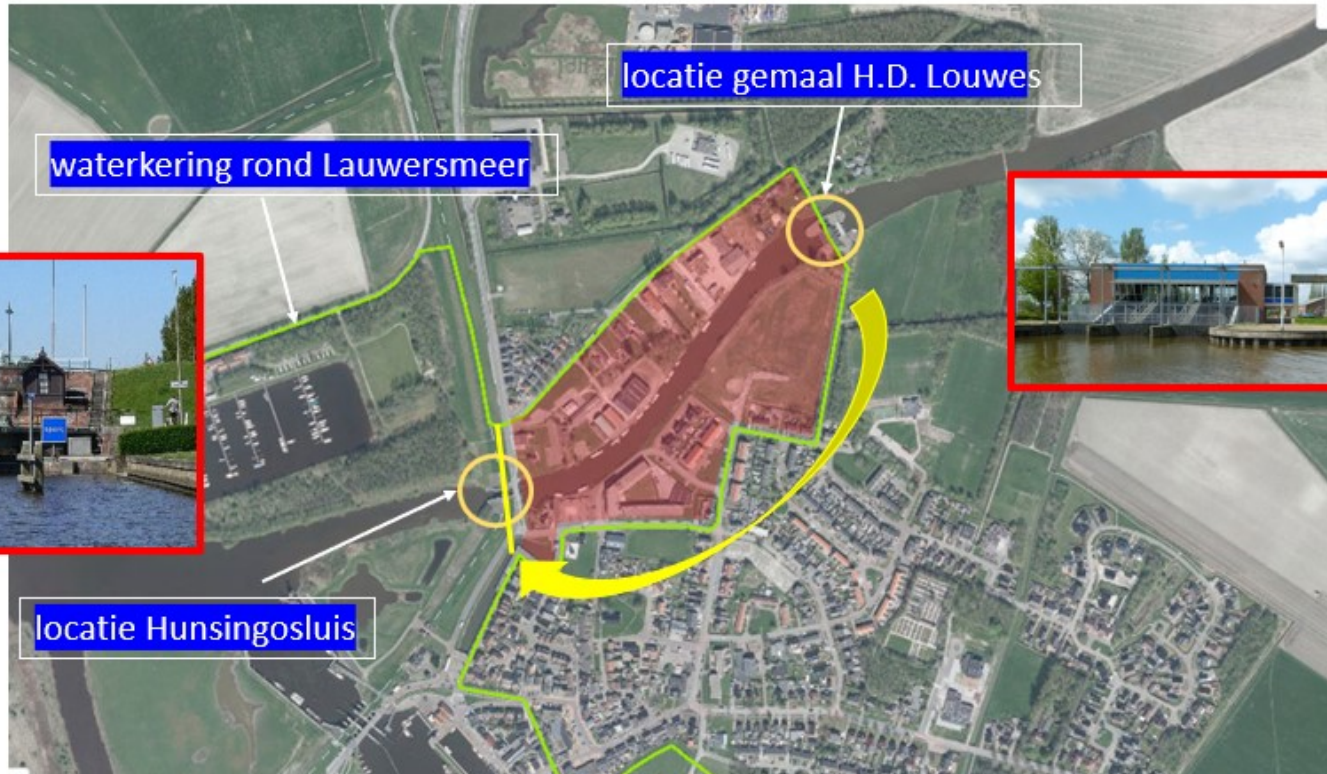 locatie gemaal H.D. Louwes
waterkering rond Lauwersmeer
locatie Hunsingosluis